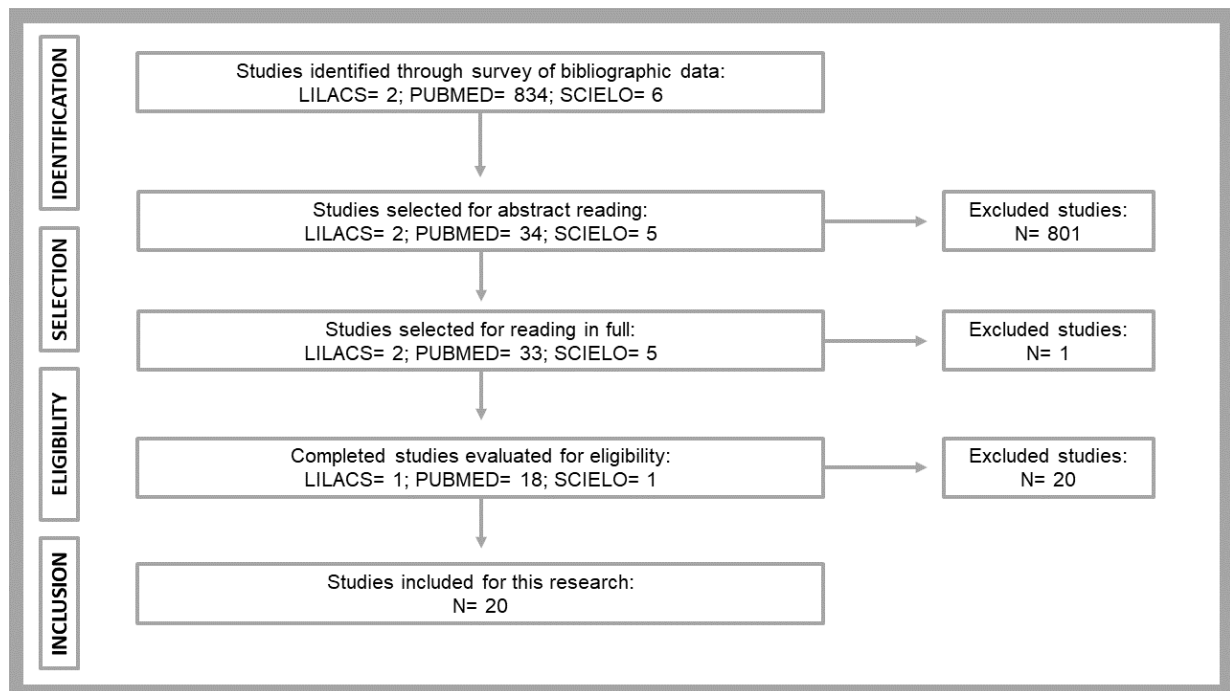 IDENTIFICATION
Studies identified through survey of bibliographic data:
LILACS= 2; PUBMED= 834; SCIELO= 6
Studies selected for abstract reading:
LILACS= 2; PUBMED= 34; SCIELO= 5
Excluded studies:
N= 801
SELECTION
Studies selected for reading in full:
LILACS= 2; PUBMED= 33; SCIELO= 5
Excluded studies:
N= 1
ELIGIBILITY
Completed studies evaluated for eligibility:
LILACS= 1; PUBMED= 18; SCIELO= 1
Excluded studies:
N= 20
INCLUSION
Studies included for this research:
N= 20